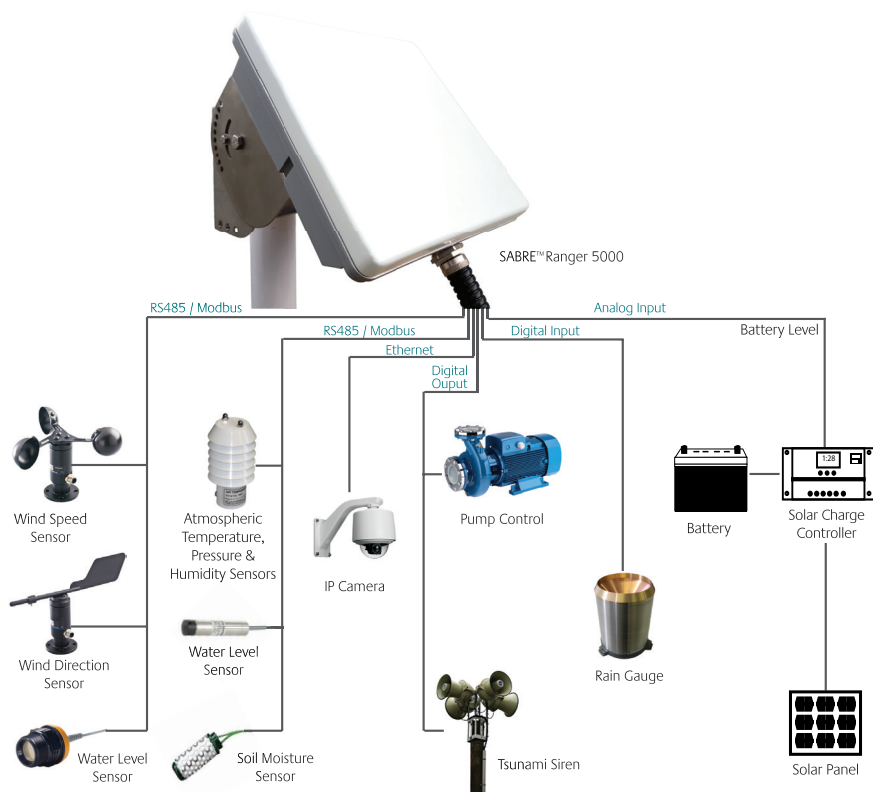 SABRE™ Ranger 5000
RS485 / Modbus
Analog Input
RS485 / Modbus
Digital Input
Battery Level
Ethernet
Digital
Ouput
1:28
Wind Speed
Sensor
Atmospheric
Temperature,
Pressure &
Humidity Sensors
IP Camera
Pump Control
Battery
Solar Charge
Controller
Wind Direction
Sensor
Water Level
Sensor
Rain Gauge
Water Level
Sensor
Soil Moisture
Sensor
Tsunami Siren
Solar Panel